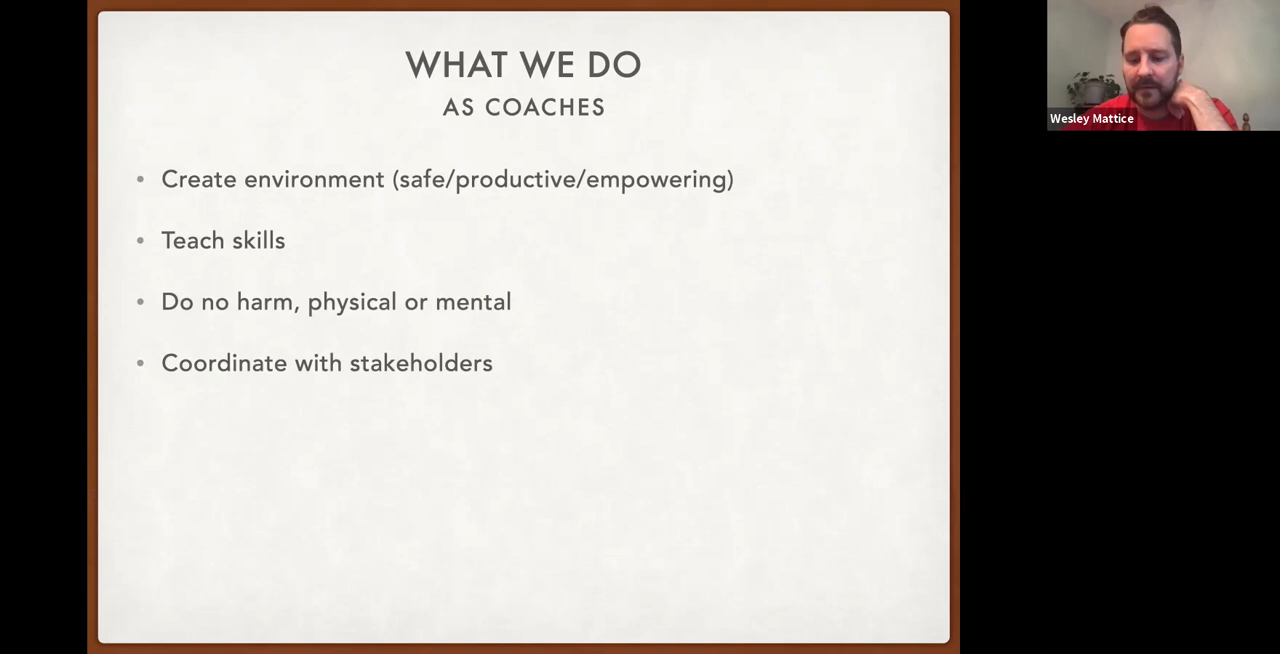 WHAT WE DO
AS COACHES
• Create environment (safe/productive/empowering)
• Teach skills
• Do no harm, physical or mental
• Coordinate with stakeholders
Wesley Mattice